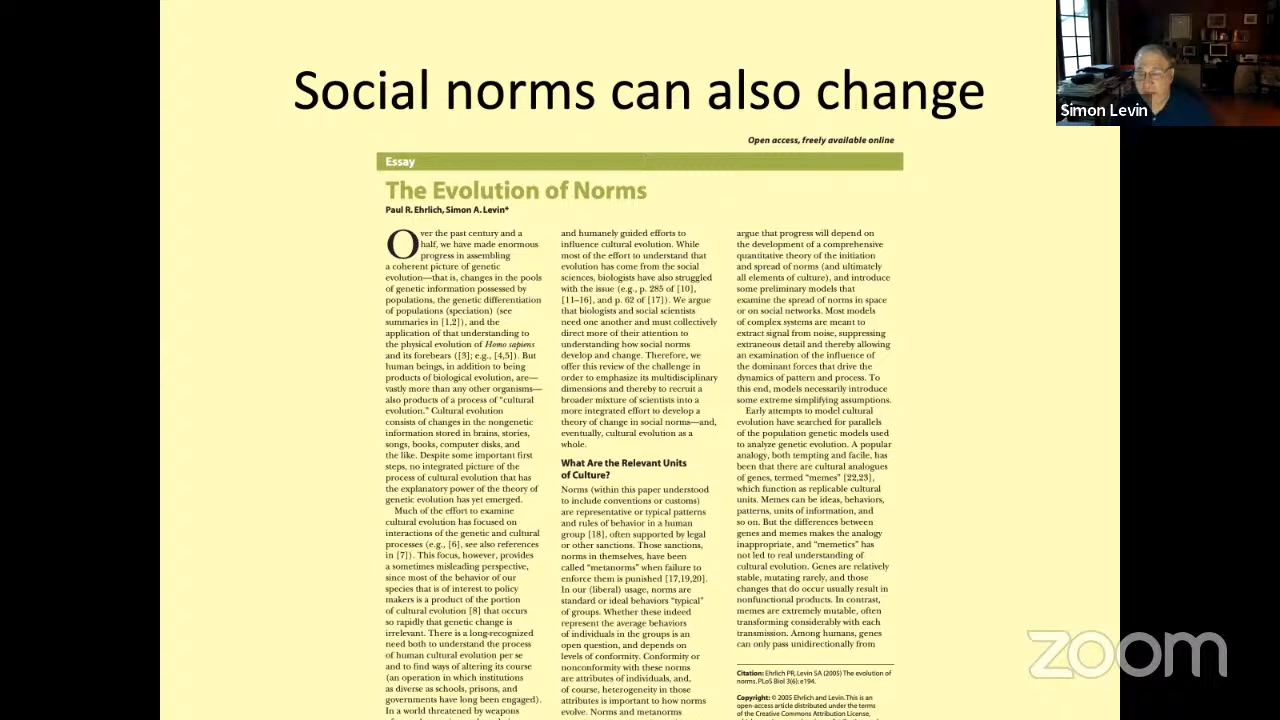 Social norms can also change
Simon Levin
Open access, freely available online
Essay
The Evolution of Norms
Paul R. Ehrlich, Simon A. Levin*
Over the past century and a
half, we have made enormous
progress in assembling
a coherent picture of genetic
evolution—that is, changes in the pools
of genetic information possessed by
populations, the genetic differentiation
of populations (speciation) (see
summaries in [1,2]), and the
application of that understanding to
the physical evolution of Homo sapiens
and its forebears ([3]; e.g., [4,5]). But
human beings, in addition to being
products of biological evolution, are—
vastly more than any other organisms—
also products of a process of “cultural
evolution.” Cultural evolution
consists of changes in the nongenetic
information stored in brains, stories,
songs, books, computer disks, and
the like. Despite some important first
steps, no integrated picture of the
process of cultural evolution that has
the explanatory power of the theory of
genetic evolution has yet emerged.
Much of the effort to examine
cultural evolution has focused on
interactions of the genetic and cultural
processes (e.g., [6], see also references
in [7]). This focus, however, provides
a sometimes misleading perspective,
since most of the behavior of our
species that is of interest to policy
makers is a product of the portion
of cultural evolution [8] that occurs
so rapidly that genetic change is
irrelevant. There is a long-recognized
need both to understand the process
of human cultural evolution per se
and to find ways of altering its course
(an operation in which institutions
as diverse as schools, prisons, and
governments have long been engaged).
In a world threatened by weapons
and humanely guided efforts to
influence cultural evolution. While
most of the effort to understand that
evolution has come from the social
sciences, biologists have also struggled
with the issue (e.g., p. 285 of [10],
[11–16], and p. 62 of [17]). We argue
that biologists and social scientists
need one another and must collectively
direct more of their attention to
understanding how social norms
develop and change. Therefore, we
offer this review of the challenge in
order to emphasize its multidisciplinary
dimensions and thereby to recruit a
broader mixture of scientists into a
more integrated effort to develop a
theory of change in social norms—and,
eventually, cultural evolution as a
whole.
What Are the Relevant Units
of Culture?
Norms (within this paper understood
to include conventions or customs)
are representative or typical patterns
and rules of behavior in a human
group [18], often supported by legal
or other sanctions. Those sanctions,
norms in themselves, have been
called “metanorms” when failure to
enforce them is punished [17,19,20].
In our (liberal) usage, norms are
standard or ideal behaviors “typical”
of groups. Whether these indeed
represent the average behaviors
of individuals in the groups is an
open question, and depends on
levels of conformity. Conformity or
nonconformity with these norms
are attributes of individuals, and,
of course, heterogeneity in those
attributes is important to how norms
evolve. Norms and metanorms
argue that progress will depend on
the development of a comprehensive
quantitative theory of the initiation
and spread of norms (and ultimately
all elements of culture), and introduce
some preliminary models that
examine the spread of norms in space
or on social networks. Most models
of complex systems are meant to
extract signal from noise, suppressing
extraneous detail and thereby allowing
an examination of the influence of
the dominant forces that drive the
dynamics of pattern and process. To
this end, models necessarily introduce
some extreme simplifying assumptions.
Early attempts to model cultural
evolution have searched for parallels
of the population genetic models used
to analyze genetic evolution. A popular
analogy, both tempting and facile, has
been that there are cultural analogues
of genes, termed “memes” [22,23],
which function as replicable cultural
units. Memes can be ideas, behaviors,
patterns, units of information, and
so on. But the differences between
genes and memes makes the analogy
inappropriate, and “memetics” has
not led to real understanding of
cultural evolution. Genes are relatively
stable, mutating rarely, and those
changes that do occur usually result in
nonfunctional products. In contrast,
memes are extremely mutable, often
transforming considerably with each
transmission. Among humans, genes
can only pass unidirectionally from
Citation: Ehrlich PR, Levin SA (2005) The evolution of
norms. PLoS Biol 3(6): e194.
Copyright: © 2005 Ehrlich and Levin. This is an
open-access article distributed under the terms
of the Creative Commons Attribution License,
zoom